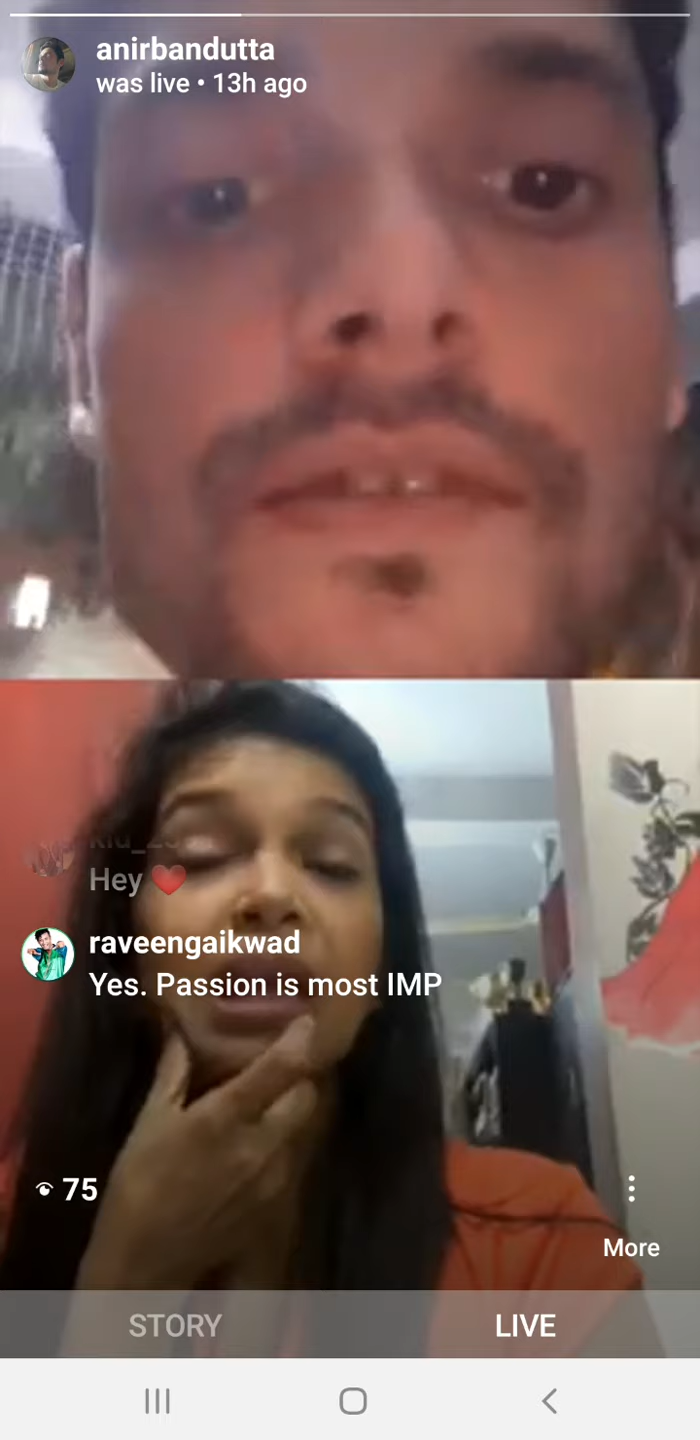 anirbandutta
was live • 13h ago
Hey ❤️
raveengaikwad
Yes. Passion is most IMP
75
More
STORY
LIVE